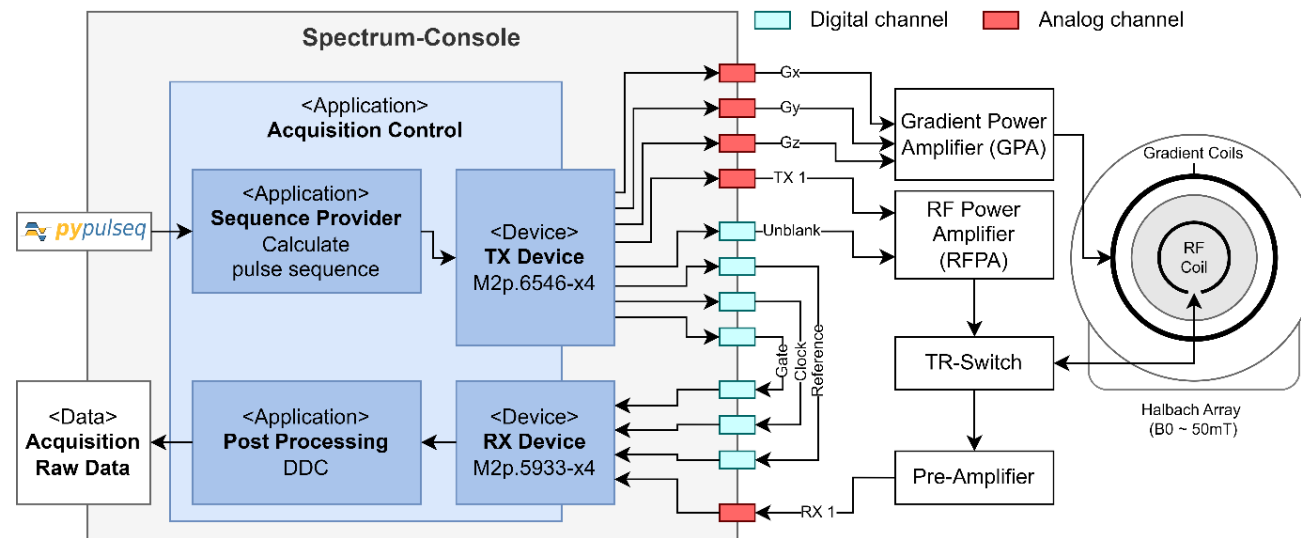 Digital channel
Analog channel
Spectrum-Console
<Application>
Acquisition Control
<Application>
Sequence Provider
Calculate
pulse sequence
<Device>
TX Device
M2p.6546-x4
pypulseq
<Data>
Acquisition
Raw Data
<Application>
Post Processing
DDC
<Device>
RX Device
M2p.5933-x4
Gx
Gy
Gz
TX 1
Unblank
Gate
Clock
Reference
RX 1
Gradient Power
Amplifier (GPA)
RF Power
Amplifier
(RFPA)
TR-Switch
Pre-Amplifier
Gradient Coils
RF
Coil
Halbach Array
(B0 ~ 50mT)